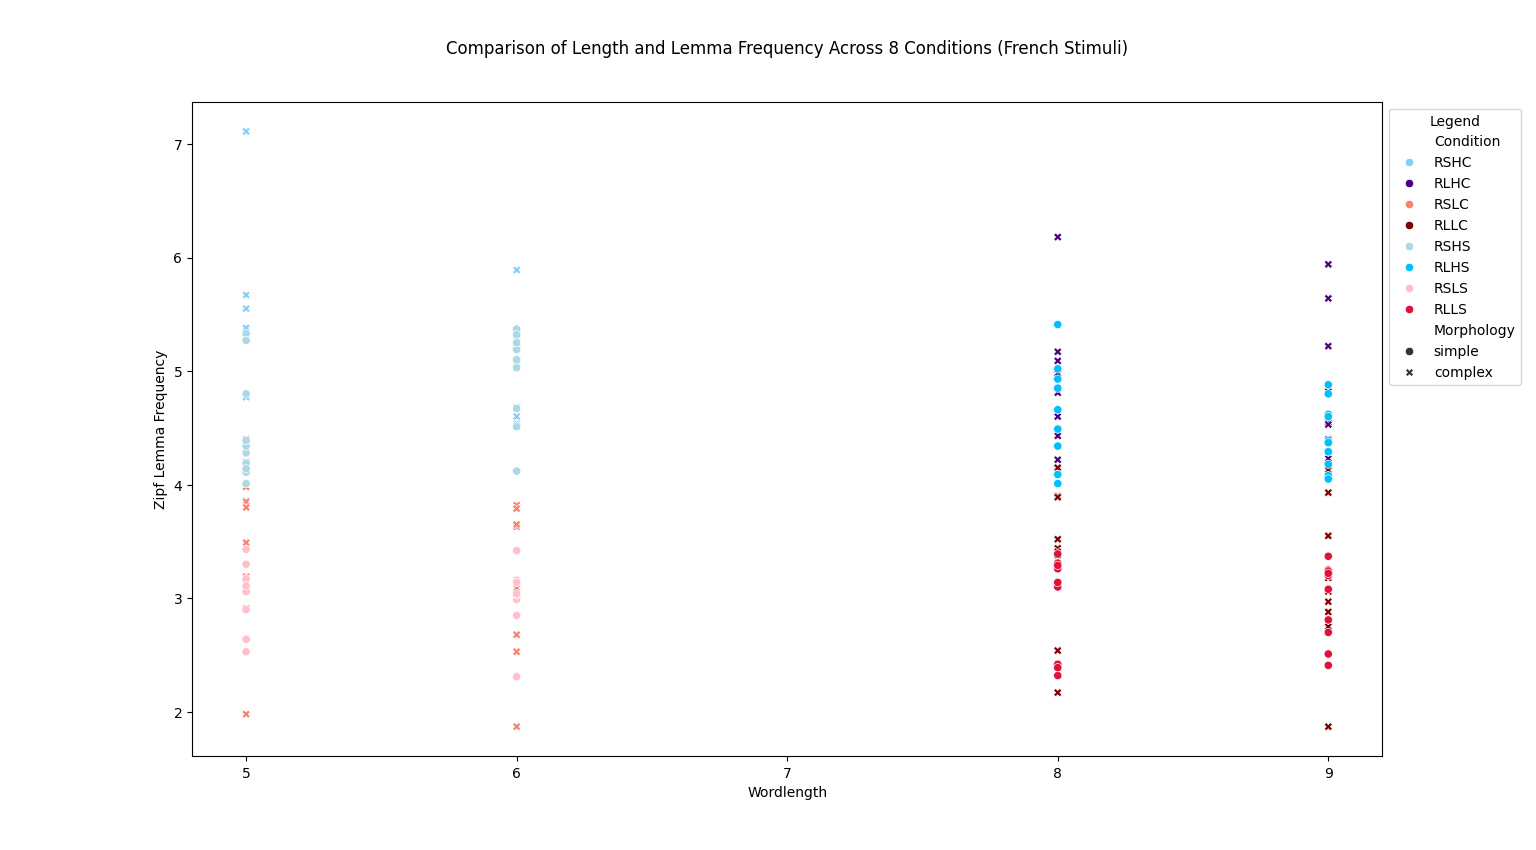 Comparison of Length and Lemma Frequency Across 8 Conditions (French Stimuli)
Legend
Condition
RSHC
RLHC
RSLC
RLLC
RSHS
RLHS
RSLS
RLLS
Morphology
simple
complex
Zipf Lemma Frequency
7
6
5
4
3
2
5
6
7
8
9
Wordlength